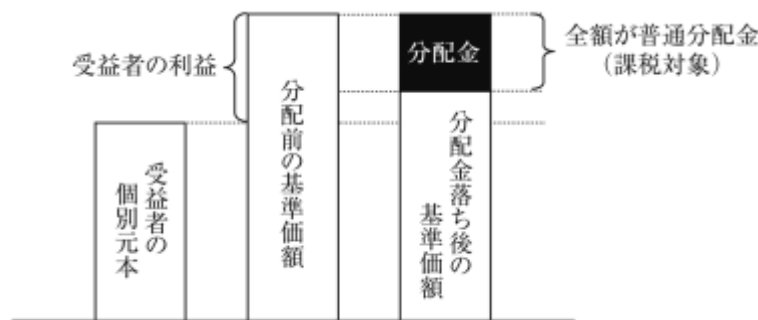 受益者の利益
受益者の
個別元本
分配前の基準価額
分配金
分配金落ち後の
基準価額
全額が普通分配金
（課税対象）